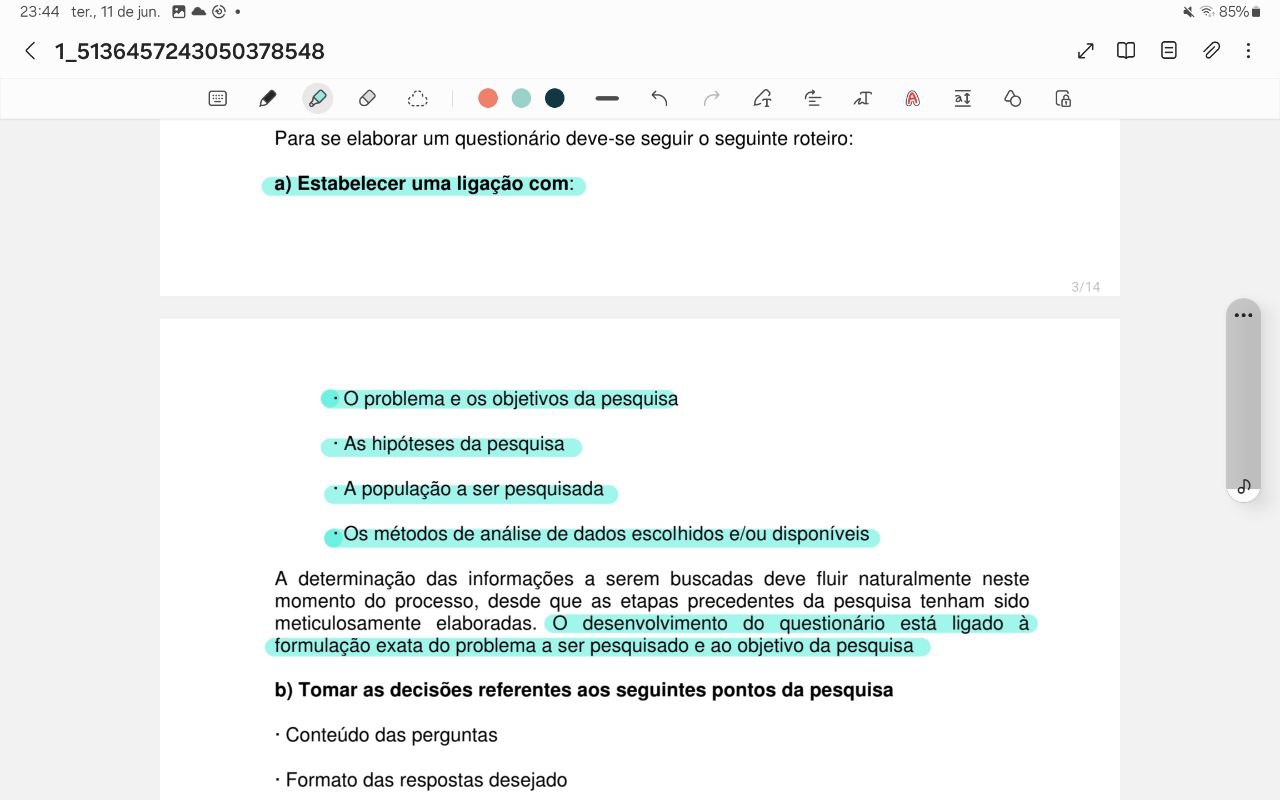 23:44 ter., 11 de jun.
85%
1_5136457243050378548
Para se elaborar um questionário deve-se seguir o seguinte roteiro:
a) Estabelecer uma ligação com:
3/14
· O problema e os objetivos da pesquisa
· As hipóteses da pesquisa
· A população a ser pesquisada
· Os métodos de análise de dados escolhidos e/ou disponíveis
A determinação das informações a serem buscadas deve fluir naturalmente neste
momento do processo, desde que as etapas precedentes da pesquisa tenham sido
meticulosamente elaboradas. O desenvolvimento do questionário está ligado à
formulação exata do problema a ser pesquisado e ao objetivo da pesquisa
b) Tomar as decisões referentes aos seguintes pontos da pesquisa
· Conteúdo das perguntas
· Formato das respostas desejado